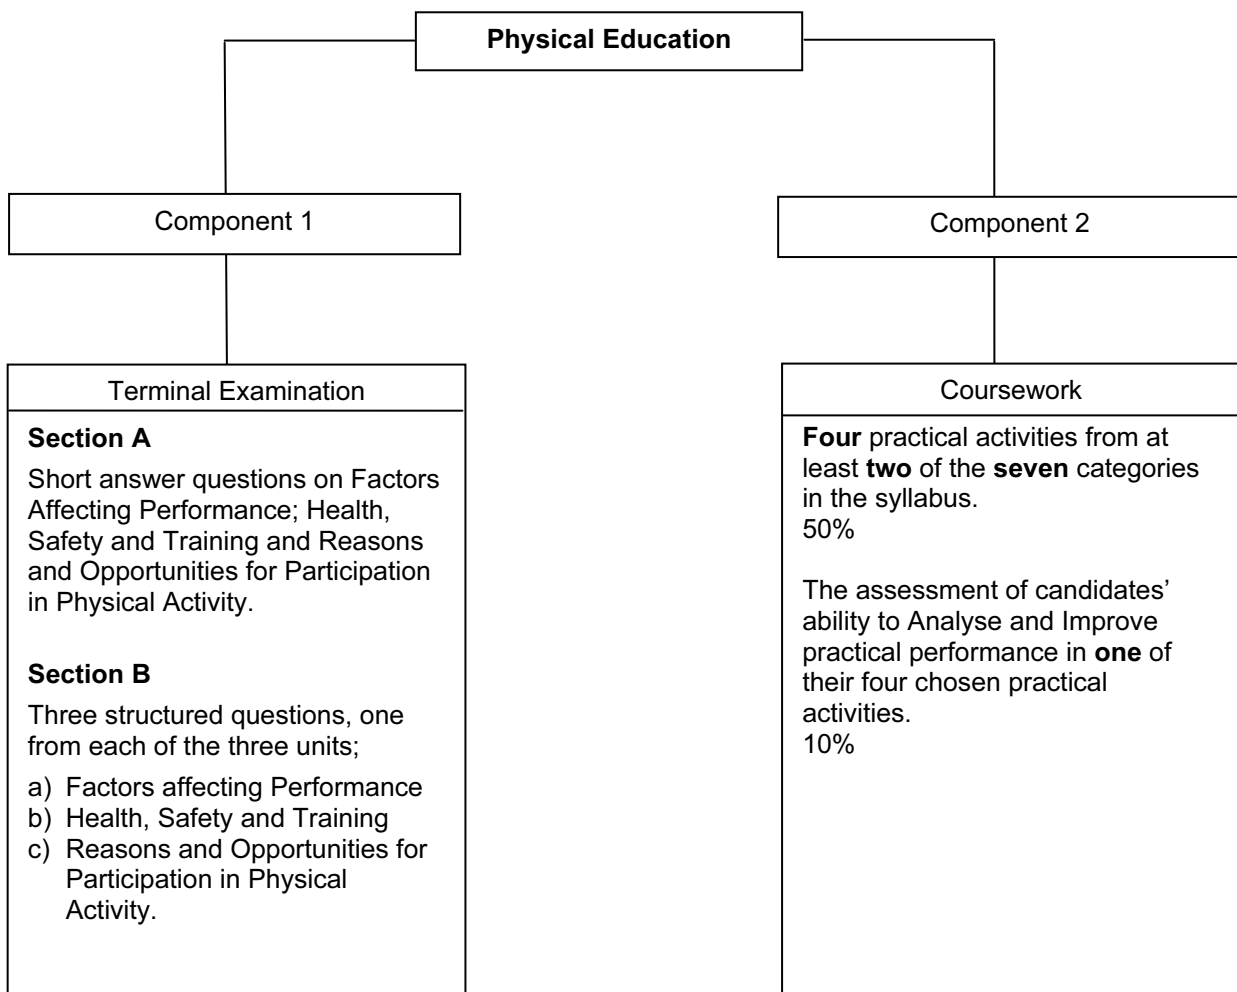 Physical Education
Component 1
Component 2
Terminal Examination
Section A
Short answer questions on Factors
Affecting Performance; Health,
Safety and Training and Reasons
and Opportunities for Participation
in Physical Activity.
Section B
Three structured questions, one
from each of the three units;
a) Factors affecting Performance
b) Health, Safety and Training
c) Reasons and Opportunities for
Participation in Physical
Activity.
Coursework
Four practical activities from at
least two of the seven categories
in the syllabus.
50%
The assessment of candidates’
ability to Analyse and Improve
practical performance in one of
their four chosen practical
activities.
10%